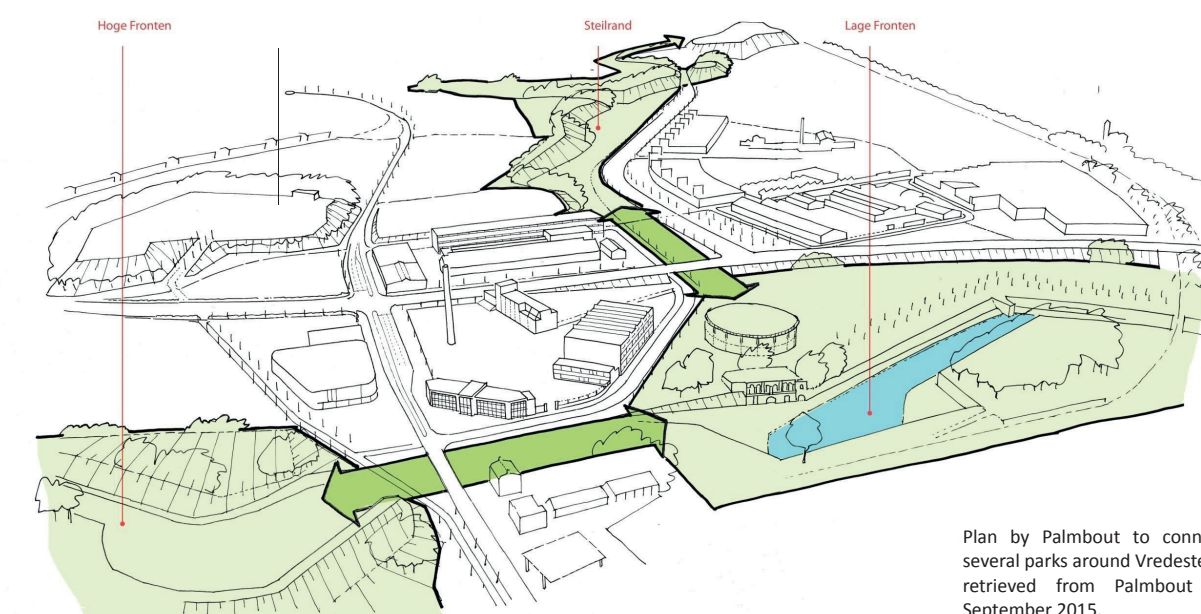 Hoge Fronten
Steilrand
Lage Fronten
Plan by Palmbout to conn
several parks around Vredeste
retrieved from Palmbout
September 2015.